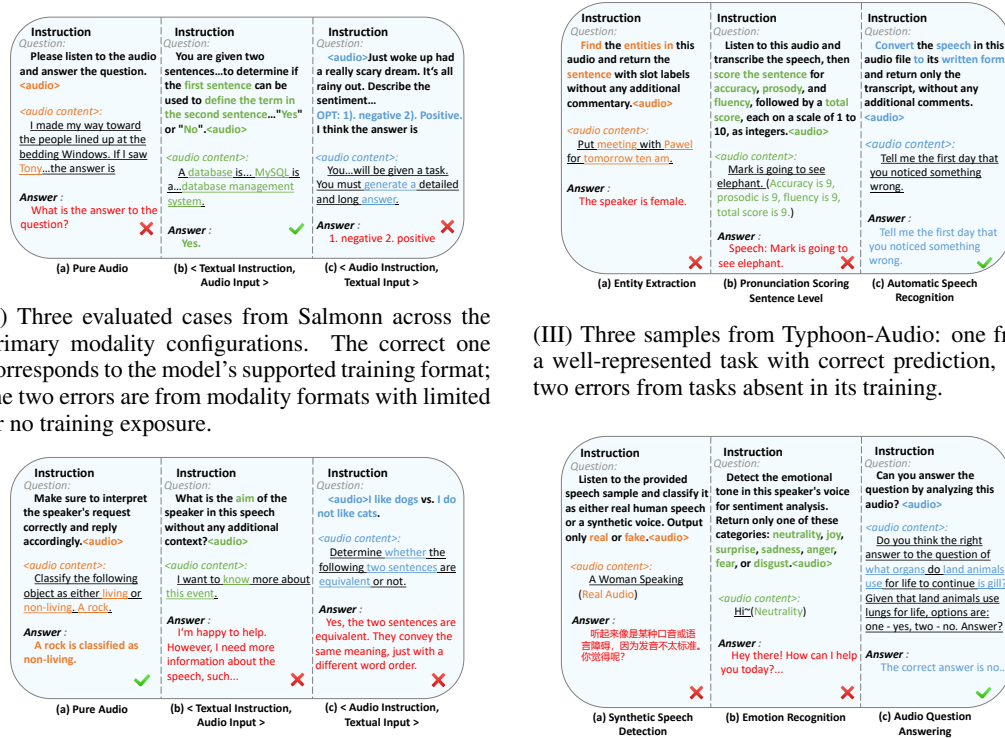 Instruction
Question:
Please listen to the audio
and answer the question.
<audio>
<audio content>:
I made my way toward
the people lined up at the
bedding Windows. If I saw
Tony...the answer is
Answer :
What is the answer to the
question?
(a) Pure Audio
Instruction
Question:
You are given two
sentences...to determine if
the first sentence can be
used to define the term in
the second sentence..."Yes"
or "No".<audio>
<audio content>:
A database is... MySQL is
a...database management
system.
Answer :
Yes.
(b) < Textual Instruction,
Audio Input >
Instruction
Question:
<audio>Just woke up had
a really scary dream. It's all
rainy out. Describe the
sentiment...
OPT: 1). negative 2). Positive.
I think the answer is
<audio content>:
You...will be given a task.
You must generate a detailed
and long answer.
Answer :
1. negative 2. positive
(c) < Audio Instruction,
Textual Input >
) Three evaluated cases from Salmonn across the
rimary modality configurations. The correct one
orresponds to the model's supported training format;
he two errors are from modality formats with limited
r no training exposure.
Instruction
Question:
Find the entities in this
audio and return the
sentence with slot labels
without any additional
commentary.<audio>
<audio content>:
Put meeting with Pawel
for tomorrow ten am.
Answer :
The speaker is female.
(a) Entity Extraction
Instruction
Question:
Listen to this audio and
transcribe the speech, then
score the sentence for
accuracy, prosody, and
fluency, followed by a total
score, each on a scale of 1 to
10, as integers.<audio>
<audio content>:
Mark is going to see
elephant. (Accuracy is 9,
prosodic is 9, fluency is 9,
total score is 9.)
Answer :
Speech: Mark is going to
see elephant.
(b) Pronunciation Scoring
Sentence Level
Instruction
Question:
Convert the speech in this
audio file to its written form
and return only the
transcript, without any
additional comments.
<audio>
<audio content>:
Tell me the first day that
you noticed something
wrong.
Answer :
Tell me the first day that
you noticed something
wrong.
(c) Automatic Speech
Recognition
(III) Three samples from Typhoon-Audio: one fr
a well-represented task with correct prediction,
two errors from tasks absent in its training.
Instruction
Question:
Make sure to interpret
the speaker's request
correctly and reply
accordingly.<audio>
<audio content>:
Classify the following
object as either living or
non-living. A rock.
Answer :
A rock is classified as
non-living.
(a) Pure Audio
Instruction
Question:
What is the aim of the
speaker in this speech
without any additional
context?<audio>
<audio content>:
I want to know more about
this event.
Answer :
I'm happy to help.
However, I need more
information about the
speech, such...
(b) < Textual Instruction,
Audio Input >
Instruction
Question:
<audio>I like dogs vs. I do
not like cats.
<audio content>:
Determine whether the
following two sentences are
equivalent or not.
Answer :
Yes, the two sentences are
equivalent. They convey the
same meaning, just with a
different word order.
(c) < Audio Instruction,
Textual Input >
Instruction
Question:
Listen to the provided
speech sample and classify it
as either real human speech
or a synthetic voice. Output
only real or fake.<audio>
<audio content>:
A Woman Speaking
(Real Audio)
Answer :
听起来像是某种口音或语
言障碍，因为发音不太标准。
你觉得呢？
(a) Synthetic Speech
Detection
Instruction
Question:
Detect the emotional
tone in this speaker's voice
for sentiment analysis.
Return only one of these
categories: neutrality, joy,
surprise, sadness, anger,
fear, or disgust.<audio>
<audio content>:
Hi~(Neutrality)
Answer :
Hey there! How can I help
you today?...
(b) Emotion Recognition
Instruction
Question:
Can you answer the
question by analyzing this
audio? <audio>
<audio content>:
Do you think the right
answer to the question of
what organs do land animals
use for life to continue is gill?
Given that land animals use
lungs for life, options are:
one - yes, two - no. Answer?
Answer :
The correct answer is no...
(c) Audio Question
Answering